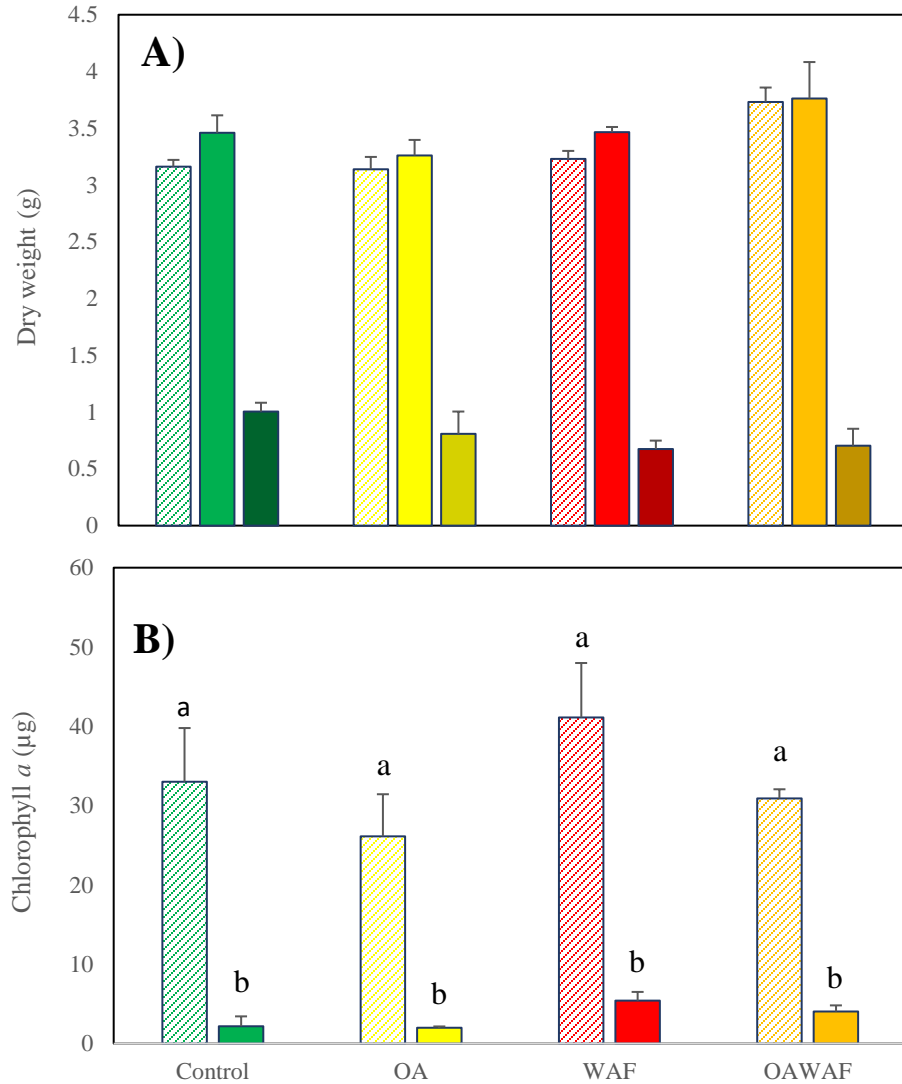 A)
Dry weight (g)
4.5
4
3.5
3
2.5
2
1.5
1
0.5
0
B)
Chlorophyll a (µg)
60
50
40
30
20
10
0
a
b
a
b
a
b
a
b
Control OA WAF OAWAF